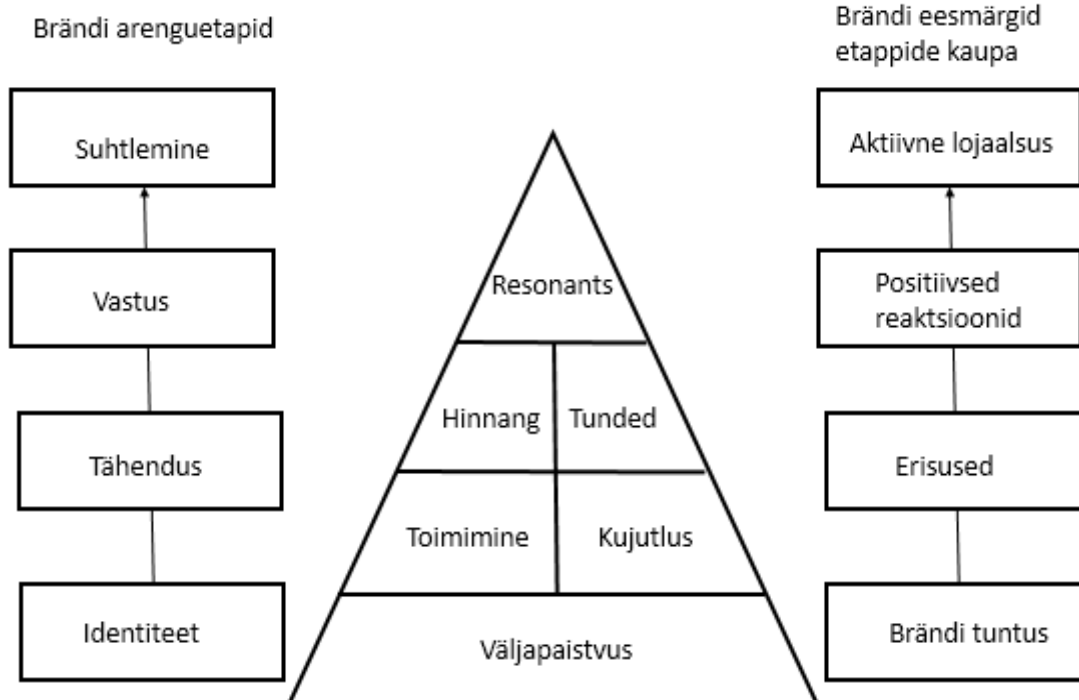 Brändi arenguetapid
Brändi eesmärgid
etappide kaupa
Suhtlemine
Aktiivne lojaalsus
Resonants
Vastus
Positiivsed
reaktsioonid
Hinnang
Tunded
Tähendus
Erisused
Toimimine
Kujutlus
Identiteet
Väljapaistvus
Brändi tuntus